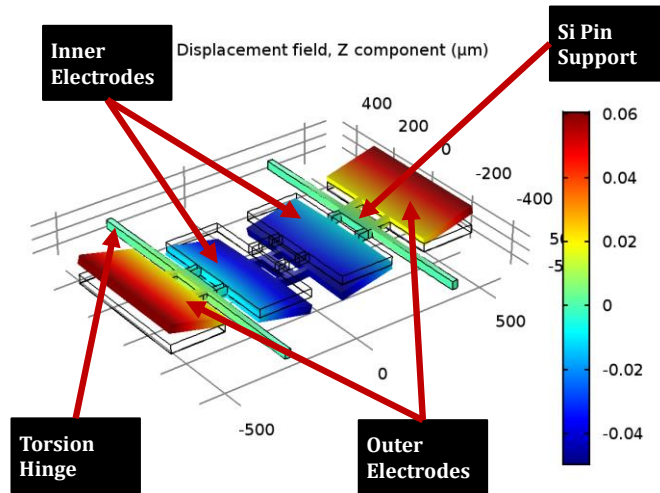 Inner
Electrodes
Displacement field, Z component (µm)
Si Pin
Support
400
200
0
-200
-400
500
0
-500
0.06
0.04
0.02
0
-0.02
-0.04
Torsion
Hinge
Outer
Electrodes